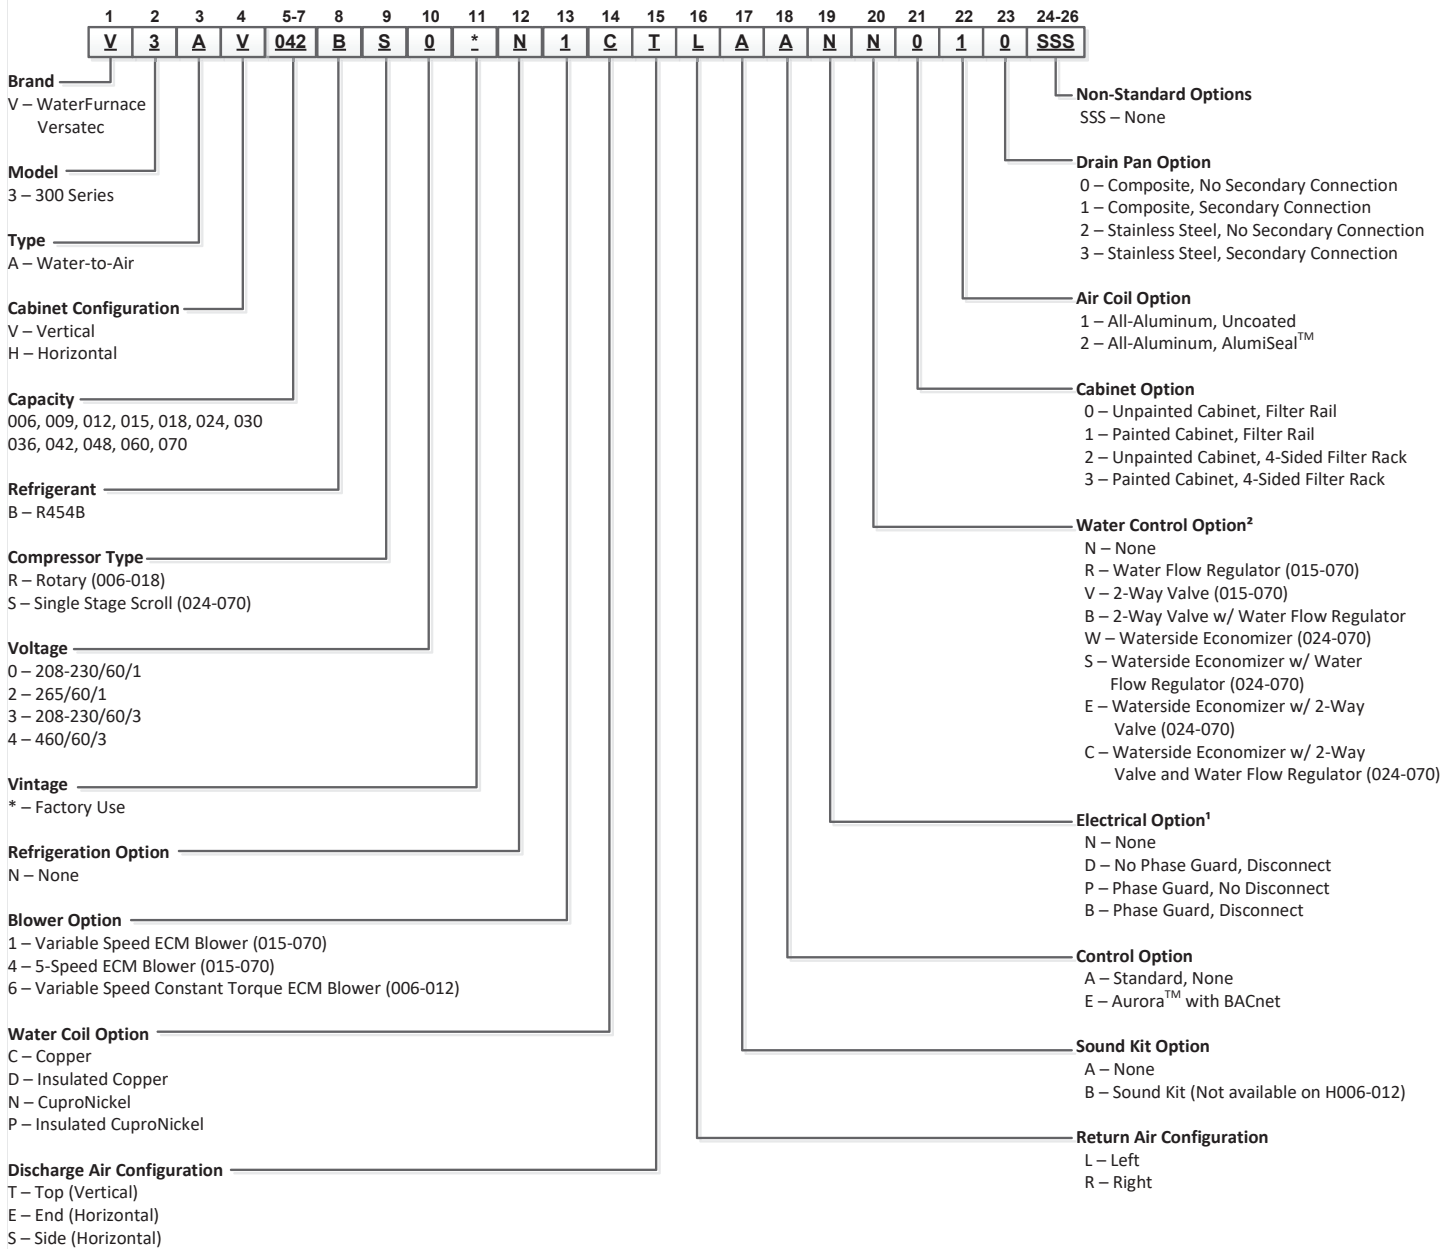 1 2 3 4 5-7 8 9 10 11 12 13 14 15 16 17 18 19 20 21 22 23 24-26
V 3 A V 042 B S 0 * N 1 C T L A A N N 0 1 0 SSS
Brand
V – WaterFurnace
Versatec
Model
3 – 300 Series
Type
A – Water-to-Air
Cabinet Configuration
V – Vertical
H – Horizontal
Capacity
006, 009, 012, 015, 018, 024, 030
036, 042, 048, 060, 070
Refrigerant
B – R454B
Compressor Type
R – Rotary (006-018)
S – Single Stage Scroll (024-070)
Voltage
0 – 208-230/60/1
2 – 265/60/1
3 – 208-230/60/3
4 – 460/60/3
Vintage
* – Factory Use
Refrigeration Option
N – None
Blower Option
1 – Variable Speed ECM Blower (015-070)
4 – 5-Speed ECM Blower (015-070)
6 – Variable Speed Constant Torque ECM Blower (006-012)
Water Coil Option
C – Copper
D – Insulated Copper
N – CuproNickel
P – Insulated CuproNickel
Discharge Air Configuration
T – Top (Vertical)
E – End (Horizontal)
S – Side (Horizontal)
Non-Standard Options
SSS – None
Drain Pan Option
0 – Composite, No Secondary Connection
1 – Composite, Secondary Connection
2 – Stainless Steel, No Secondary Connection
3 – Stainless Steel, Secondary Connection
Air Coil Option
1 – All-Aluminum, Uncoated
2 – All-Aluminum, AlumiSeal™
Cabinet Option
0 – Unpainted Cabinet, Filter Rail
1 – Painted Cabinet, Filter Rail
2 – Unpainted Cabinet, 4-Sided Filter Rack
3 – Painted Cabinet, 4-Sided Filter Rack
Water Control Option²
N – None
R – Water Flow Regulator (015-070)
V – 2-Way Valve (015-070)
B – 2-Way Valve w/ Water Flow Regulator
W – Waterside Economizer (024-070)
S – Waterside Economizer w/ Water
Flow Regulator (024-070)
E – Waterside Economizer w/ 2-Way
Valve (024-070)
C – Waterside Economizer w/ 2-Way
Valve and Water Flow Regulator (024-070)
Electrical Option¹
N – None
D – No Phase Guard, Disconnect
P – Phase Guard, No Disconnect
B – Phase Guard, Disconnect
Control Option
A – Standard, None
E – Aurora™ with BACnet
Sound Kit Option
A – None
B – Sound Kit (Not available on H006-012)
Return Air Configuration
L – Left
R – Right